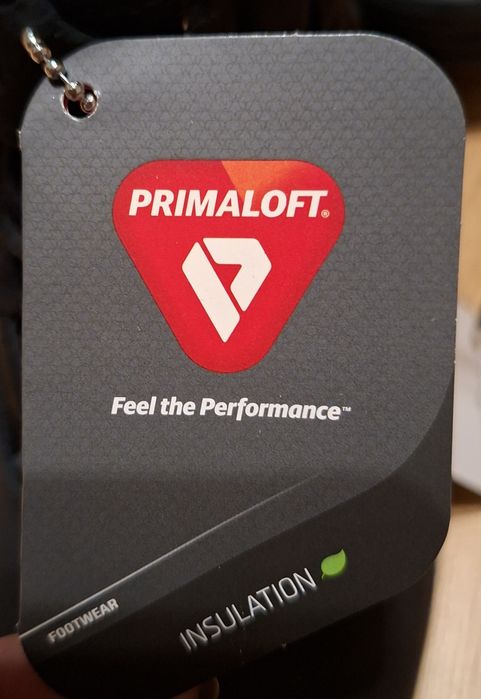 PRIMALOFT®
Feel the Performance™
FOOTWEAR
INSULATION